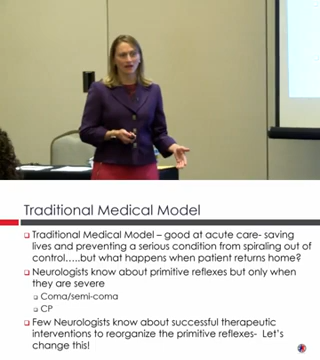 Traditional Medical Model
Traditional Medical Model – good at acute care- saving
lives and preventing a serious condition from spiraling out of
control.....but what happens when patient returns home?
Neurologists know about primitive reflexes but only when
they are severe
Coma/semi-coma
CP
Few Neurologists know about successful therapeutic
interventions to reorganize the primitive reflexes- Let's
change this!